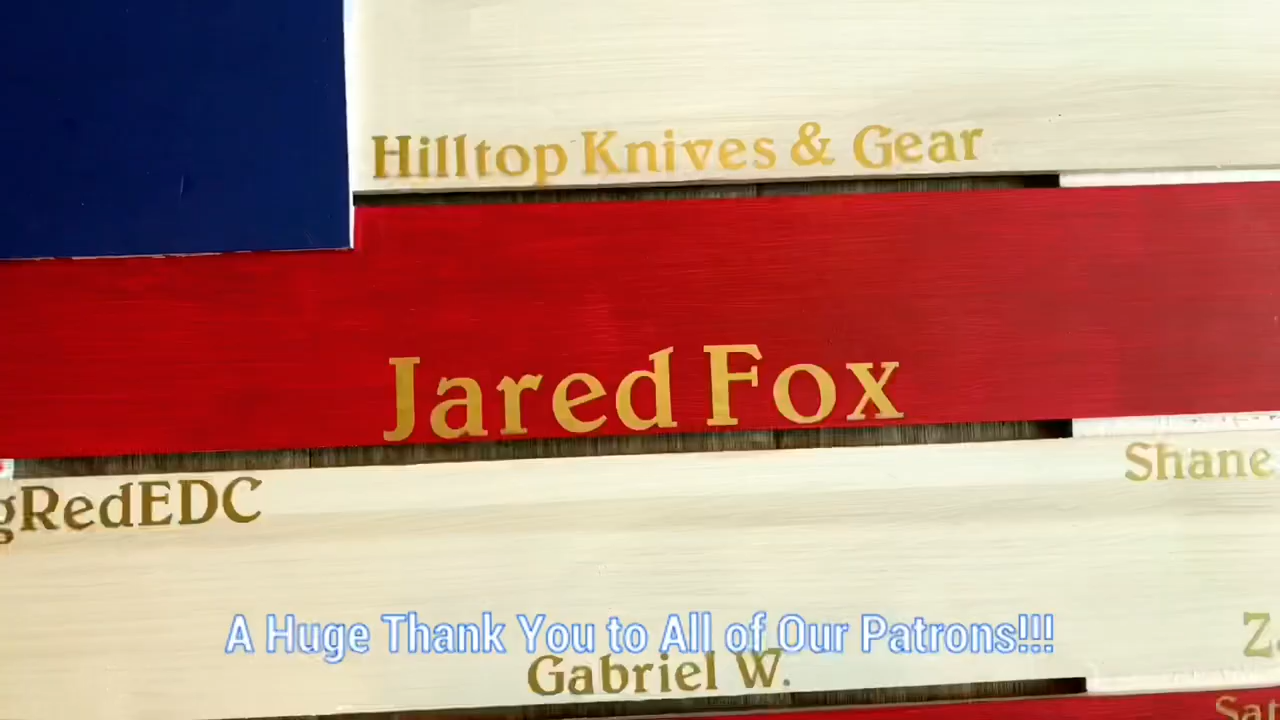 Hilltop Knives & Gear
Jared Fox
gRedEDC
Shane
A Huge Thank You to All of Our Patrons!!!
Gabriel W.